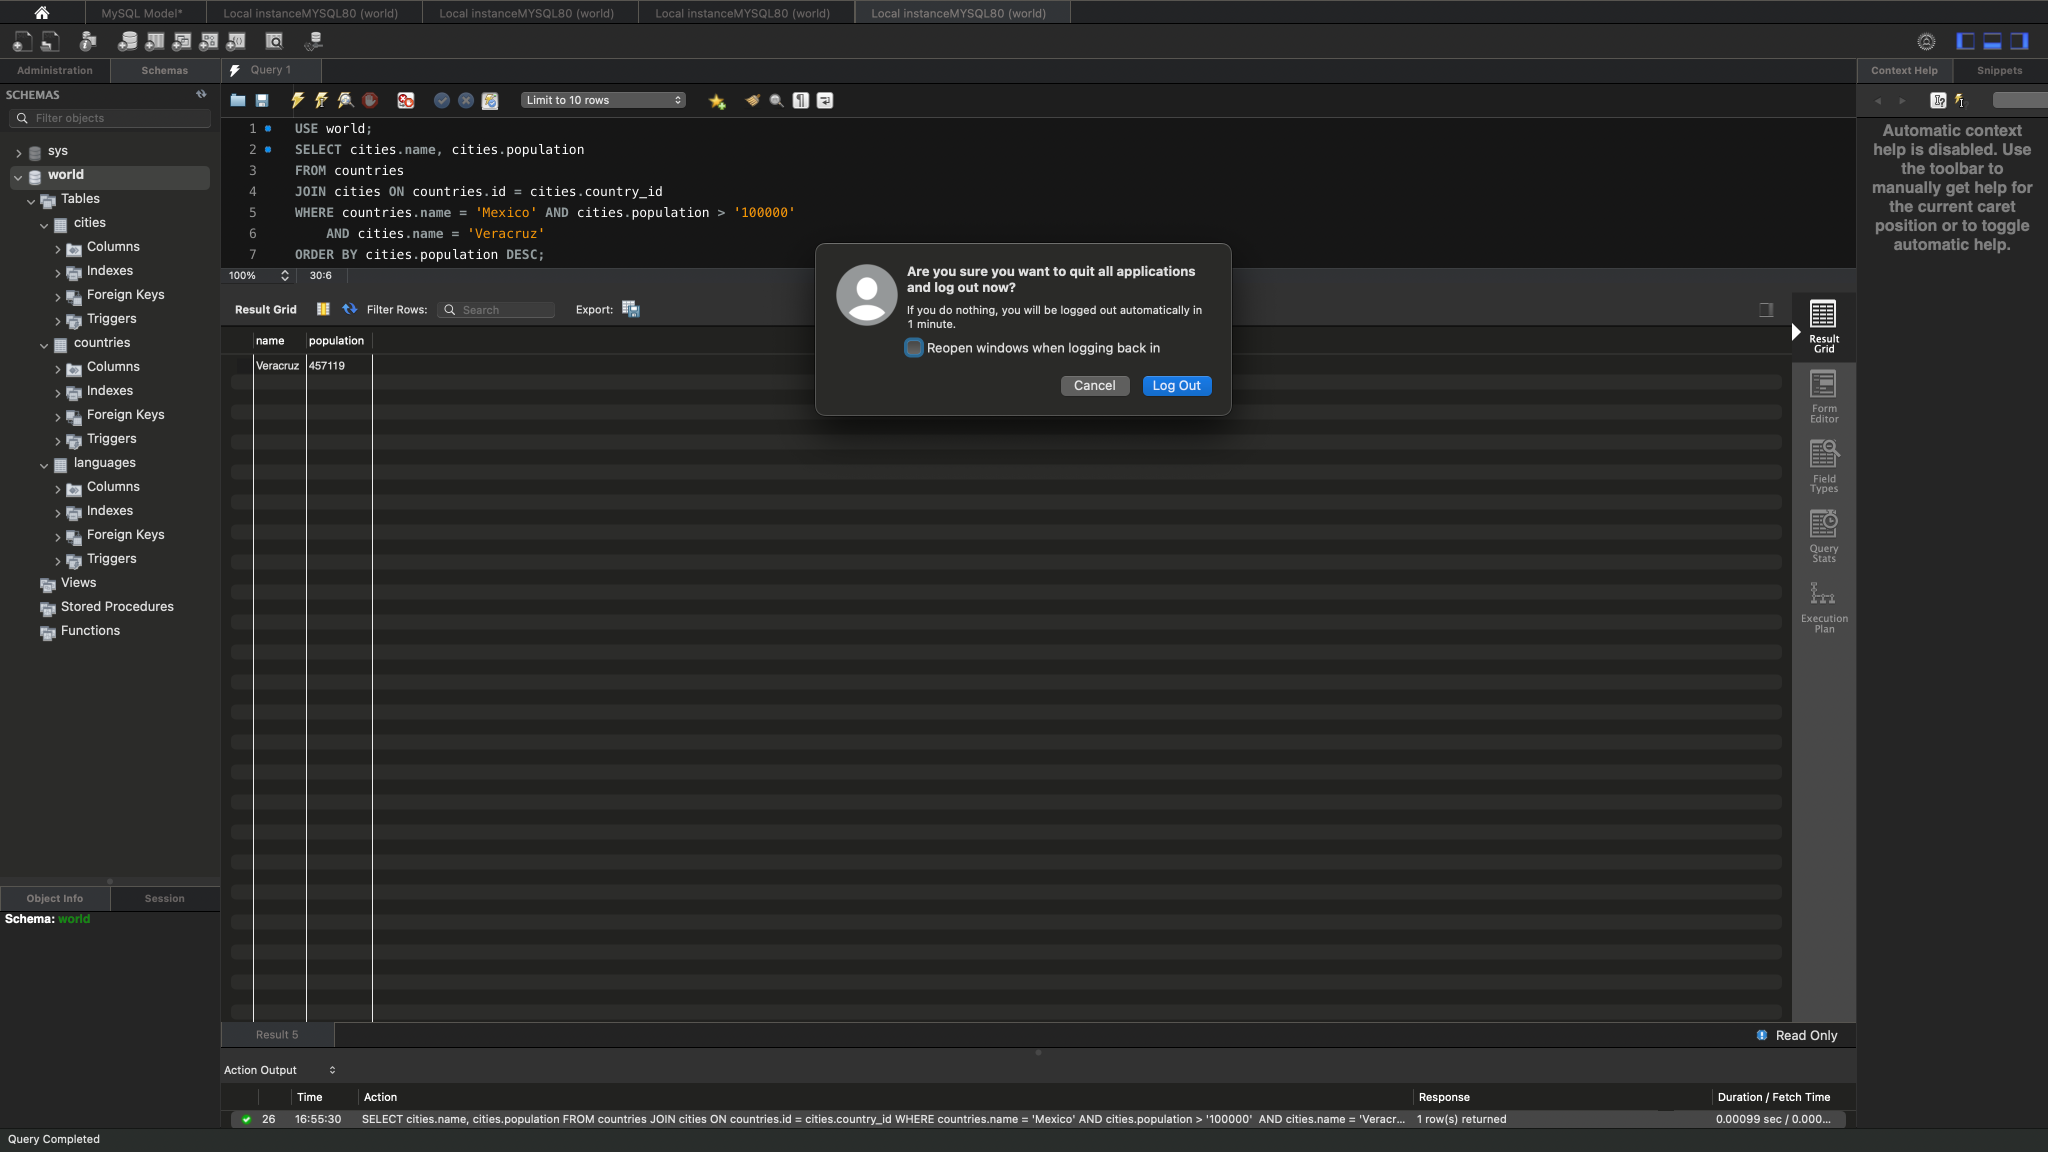 MySQL Model*
Local instanceMYSQL80 (world)
Local instanceMYSQL80 (world)
Local instanceMYSQL80 (world)
Local instanceMYSQL80 (world)
Administration
Schemas
Query 1
Context Help
Snippets
SCHEMAS
Filter objects
sys
world
Tables
cities
Columns
Indexes
Foreign Keys
Triggers
countries
Columns
Indexes
Foreign Keys
Triggers
languages
Columns
Indexes
Foreign Keys
Triggers
Views
Stored Procedures
Functions
Object Info
Session
Schema: world
Limit to 10 rows
1 USE world;
2 SELECT cities.name, cities.population
3 FROM countries
4 JOIN cities ON countries.id = cities.country_id
5 WHERE countries.name = 'Mexico' AND cities.population > '100000'
6 AND cities.name = 'Veracruz'
7 ORDER BY cities.population DESC;
100%
30:6
Result Grid
Filter Rows:
Search
Export:
name population
Veracruz 457119
Are you sure you want to quit all applications
and log out now?
If you do nothing, you will be logged out automatically in
1 minute.
Reopen windows when logging back in
Cancel
Log Out
Result
Grid
Form
Editor
Field
Types
Query
Stats
Execution
Plan
Automatic context
help is disabled. Use
the toolbar to
manually get help for
the current caret
position or to toggle
automatic help.
Result 5
Read Only
Action Output
Time Action Response Duration / Fetch Time
26 16:55:30 SELECT cities.name, cities.population FROM countries JOIN cities ON countries.id = cities.country_id WHERE countries.name = 'Mexico' AND cities.population > '100000' AND cities.name = 'Veracr... 1 row(s) returned 0.00099 sec / 0.000...
Query Completed